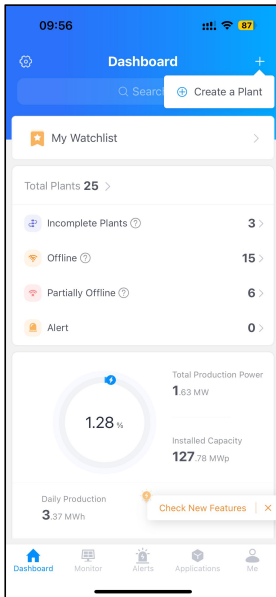 09:56
87
Dashboard
Create a Plant
My Watchlist
Total Plants 25
Incomplete Plants
3
Offline
15
Partially Offline
6
Alert
0
1.28 %
Total Production Power
1.63 MW
Installed Capacity
127.78 MWp
Daily Production
3.37 MWh
Check New Features
Dashboard
Monitor
Alerts
Applications
Me